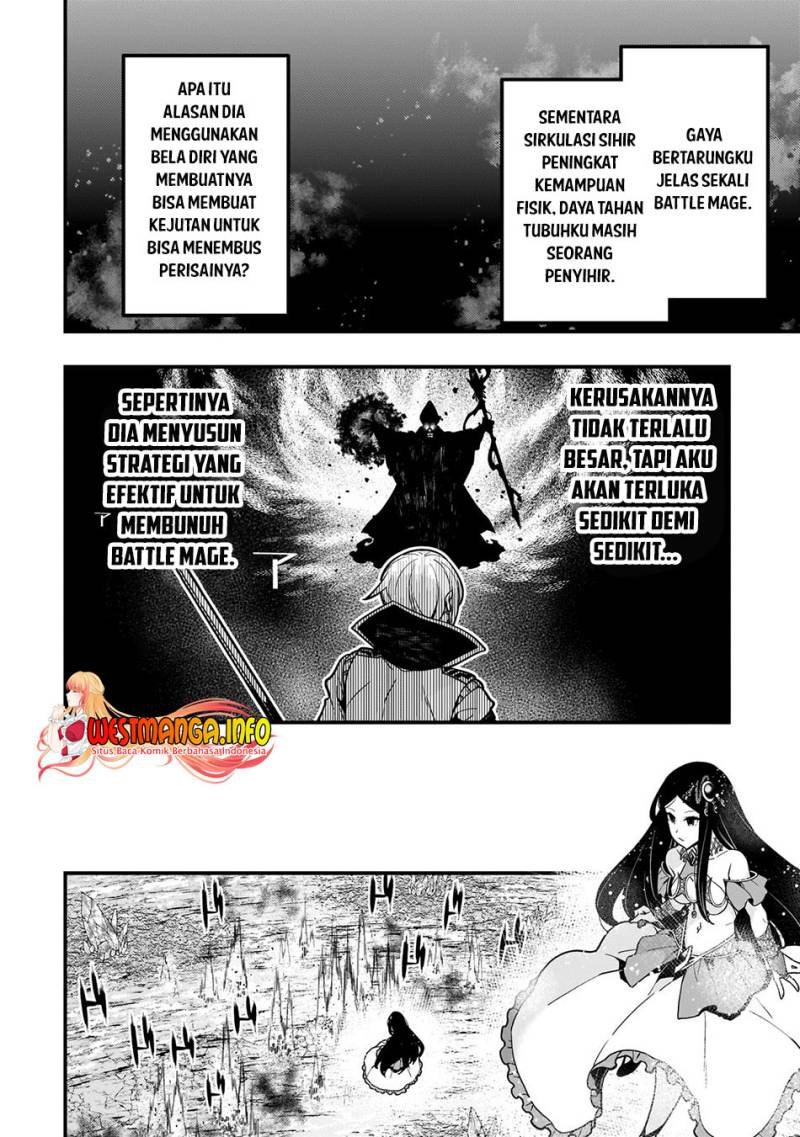 GAYA
BERTARUNGKU
JELAS SEKALI
BATTLE MAGE.
SEMENTARA
SIRKULASI SIHIR
PENINGKAT
KEMAMPUAN
FISIK, DAYA TAHAN
TUBUHKU MASIH
SEORANG
PENYIHIR.
APA ITU
ALASAN DIA
MENGGUNAKAN
BELA DIRI YANG
MEMBUATNYA
BISA MEMBUAT
KEJUTAN UNTUK
BISA MENEMBUS
PERISAINYA?
KERUSAKANNYA
TIDAK TERLALU
BESAR, TAPI AKU
AKAN TERLUKA
SEDIKIT DEMI
SEDIKIT...
SEPERTINYA
DIA MENYUSUN
STRATEGI YANG
EFEKTIF UNTUK
MEMBUNUH
BATTLE MAGE.
WESTMANGA.INFO
Situs Baca Komik Berbahasa Indonesia